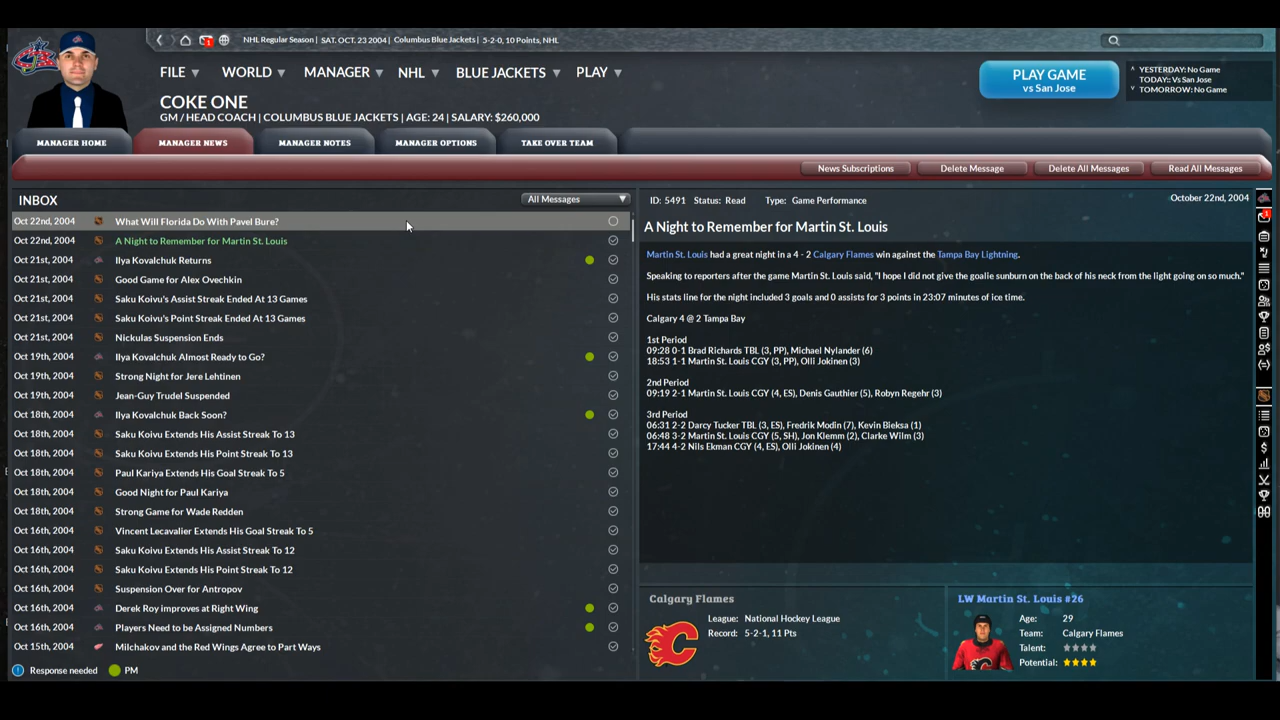 NHL Regular Season | SAT. OCT. 23 2004 | Columbus Blue Jackets | 5-2-0, 10 Points, NHL
FILE WORLD MANAGER NHL BLUE JACKETS PLAY
COKE ONE
GM / HEAD COACH | COLUMBUS BLUE JACKETS | AGE: 24 | SALARY: $260,000
PLAY GAME
vs San Jose
YESTERDAY: No Game
TODAY:: Vs San Jose
TOMORROW: No Game
MANAGER HOME MANAGER NEWS MANAGER NOTES MANAGER OPTIONS TAKE OVER TEAM
News Subscriptions Delete Message Delete All Messages Read All Messages
INBOX All Messages
Oct 22nd, 2004 What Will Florida Do With Pavel Bure?
Oct 22nd, 2004 A Night to Remember for Martin St. Louis
Oct 21st, 2004 Ilya Kovalchuk Returns
Oct 21st, 2004 Good Game for Alex Ovechkin
Oct 21st, 2004 Saku Koivu's Assist Streak Ended At 13 Games
Oct 21st, 2004 Saku Koivu's Point Streak Ended At 13 Games
Oct 21st, 2004 Nickulas Suspension Ends
Oct 19th, 2004 Ilya Kovalchuk Almost Ready to Go?
Oct 19th, 2004 Strong Night for Jere Lehtinen
Oct 19th, 2004 Jean-Guy Trudel Suspended
Oct 18th, 2004 Ilya Kovalchuk Back Soon?
Oct 18th, 2004 Saku Koivu Extends His Assist Streak To 13
Oct 18th, 2004 Saku Koivu Extends His Point Streak To 13
Oct 18th, 2004 Paul Kariya Extends His Goal Streak To 5
Oct 18th, 2004 Good Night for Paul Kariya
Oct 18th, 2004 Strong Game for Wade Redden
Oct 16th, 2004 Vincent Lecavalier Extends His Goal Streak To 5
Oct 16th, 2004 Saku Koivu Extends His Assist Streak To 12
Oct 16th, 2004 Saku Koivu Extends His Point Streak To 12
Oct 16th, 2004 Suspension Over for Antropov
Oct 16th, 2004 Derek Roy improves at Right Wing
Oct 16th, 2004 Players Need to be Assigned Numbers
Oct 15th, 2004 Milchakov and the Red Wings Agree to Part Ways
Response needed PM
ID: 5491 Status: Read Type: Game Performance October 22nd, 2004
A Night to Remember for Martin St. Louis
Martin St. Louis had a great night in a 4 - 2 Calgary Flames win against the Tampa Bay Lightning.
Speaking to reporters after the game Martin St. Louis said, "I hope I did not give the goalie sunburn on the back of his neck from the light going on so much."
His stats line for the night included 3 goals and 0 assists for 3 points in 23:07 minutes of ice time.
Calgary 4 @ 2 Tampa Bay
1st Period
09:28 0-1 Brad Richards TBL (3, PP), Michael Nylander (6)
18:53 1-1 Martin St. Louis CGY (3, PP), Olli Jokinen (3)
2nd Period
09:19 2-1 Martin St. Louis CGY (4, ES), Denis Gauthier (5), Robyn Regehr (3)
3rd Period
06:31 2-2 Darcy Tucker TBL (3, ES), Fredrik Modin (7), Kevin Bieksa (1)
06:48 3-2 Martin St. Louis CGY (5, SH), Jon Klemm (2), Clarke Wilm (3)
17:44 4-2 Nils Ekman CGY (4, ES), Olli Jokinen (4)
Calgary Flames
League: National Hockey League
Record: 5-2-1, 11 Pts
LW Martin St. Louis #26
Age: 29
Team: Calgary Flames
Talent:
Potential: